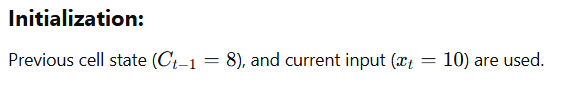 Initialization:
Previous cell state (C_{t−1} = 8), and current input (x_t = 10) are used.